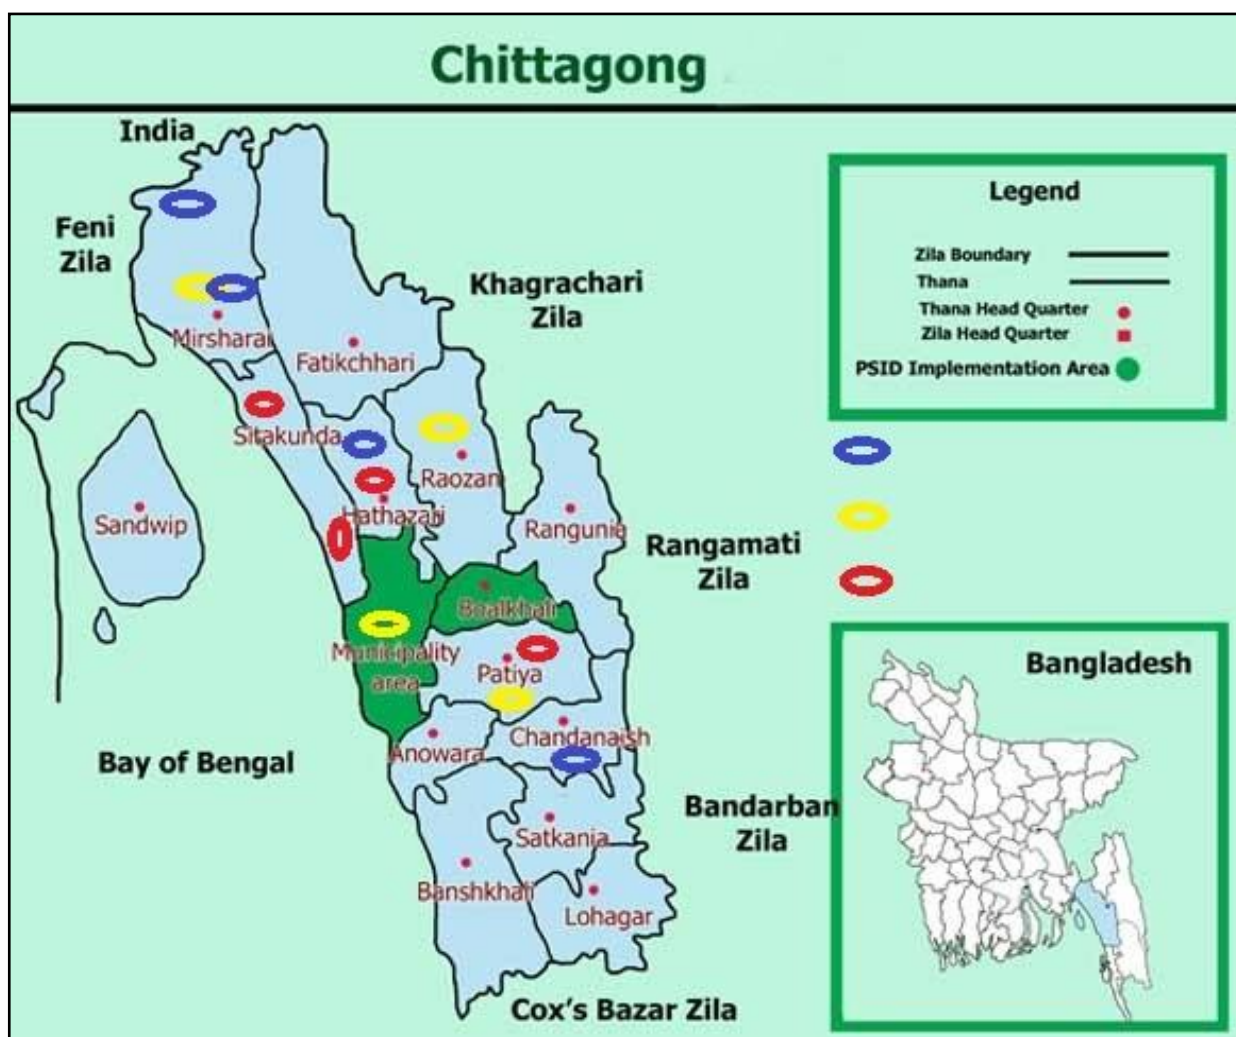 Chittagong
India
Feni
Zila
Khagrachari
Zila
Mirsharai
Fatikchhari
Sitakunda
Raozan
Hathazari
Sandwip
Rangunia
Rangamati
Zila
Boalkhali
Municipality
area
Patiya
Anowara
Chandanaish
Bay of Bengal
Bandarban
Zila
Satkania
Banshkhali
Lohagar
Cox's Bazar Zila
Legend
Zila Boundary
Thana
Thana Head Quarter
Zila Head Quarter
PSID Implementation Area
Bangladesh